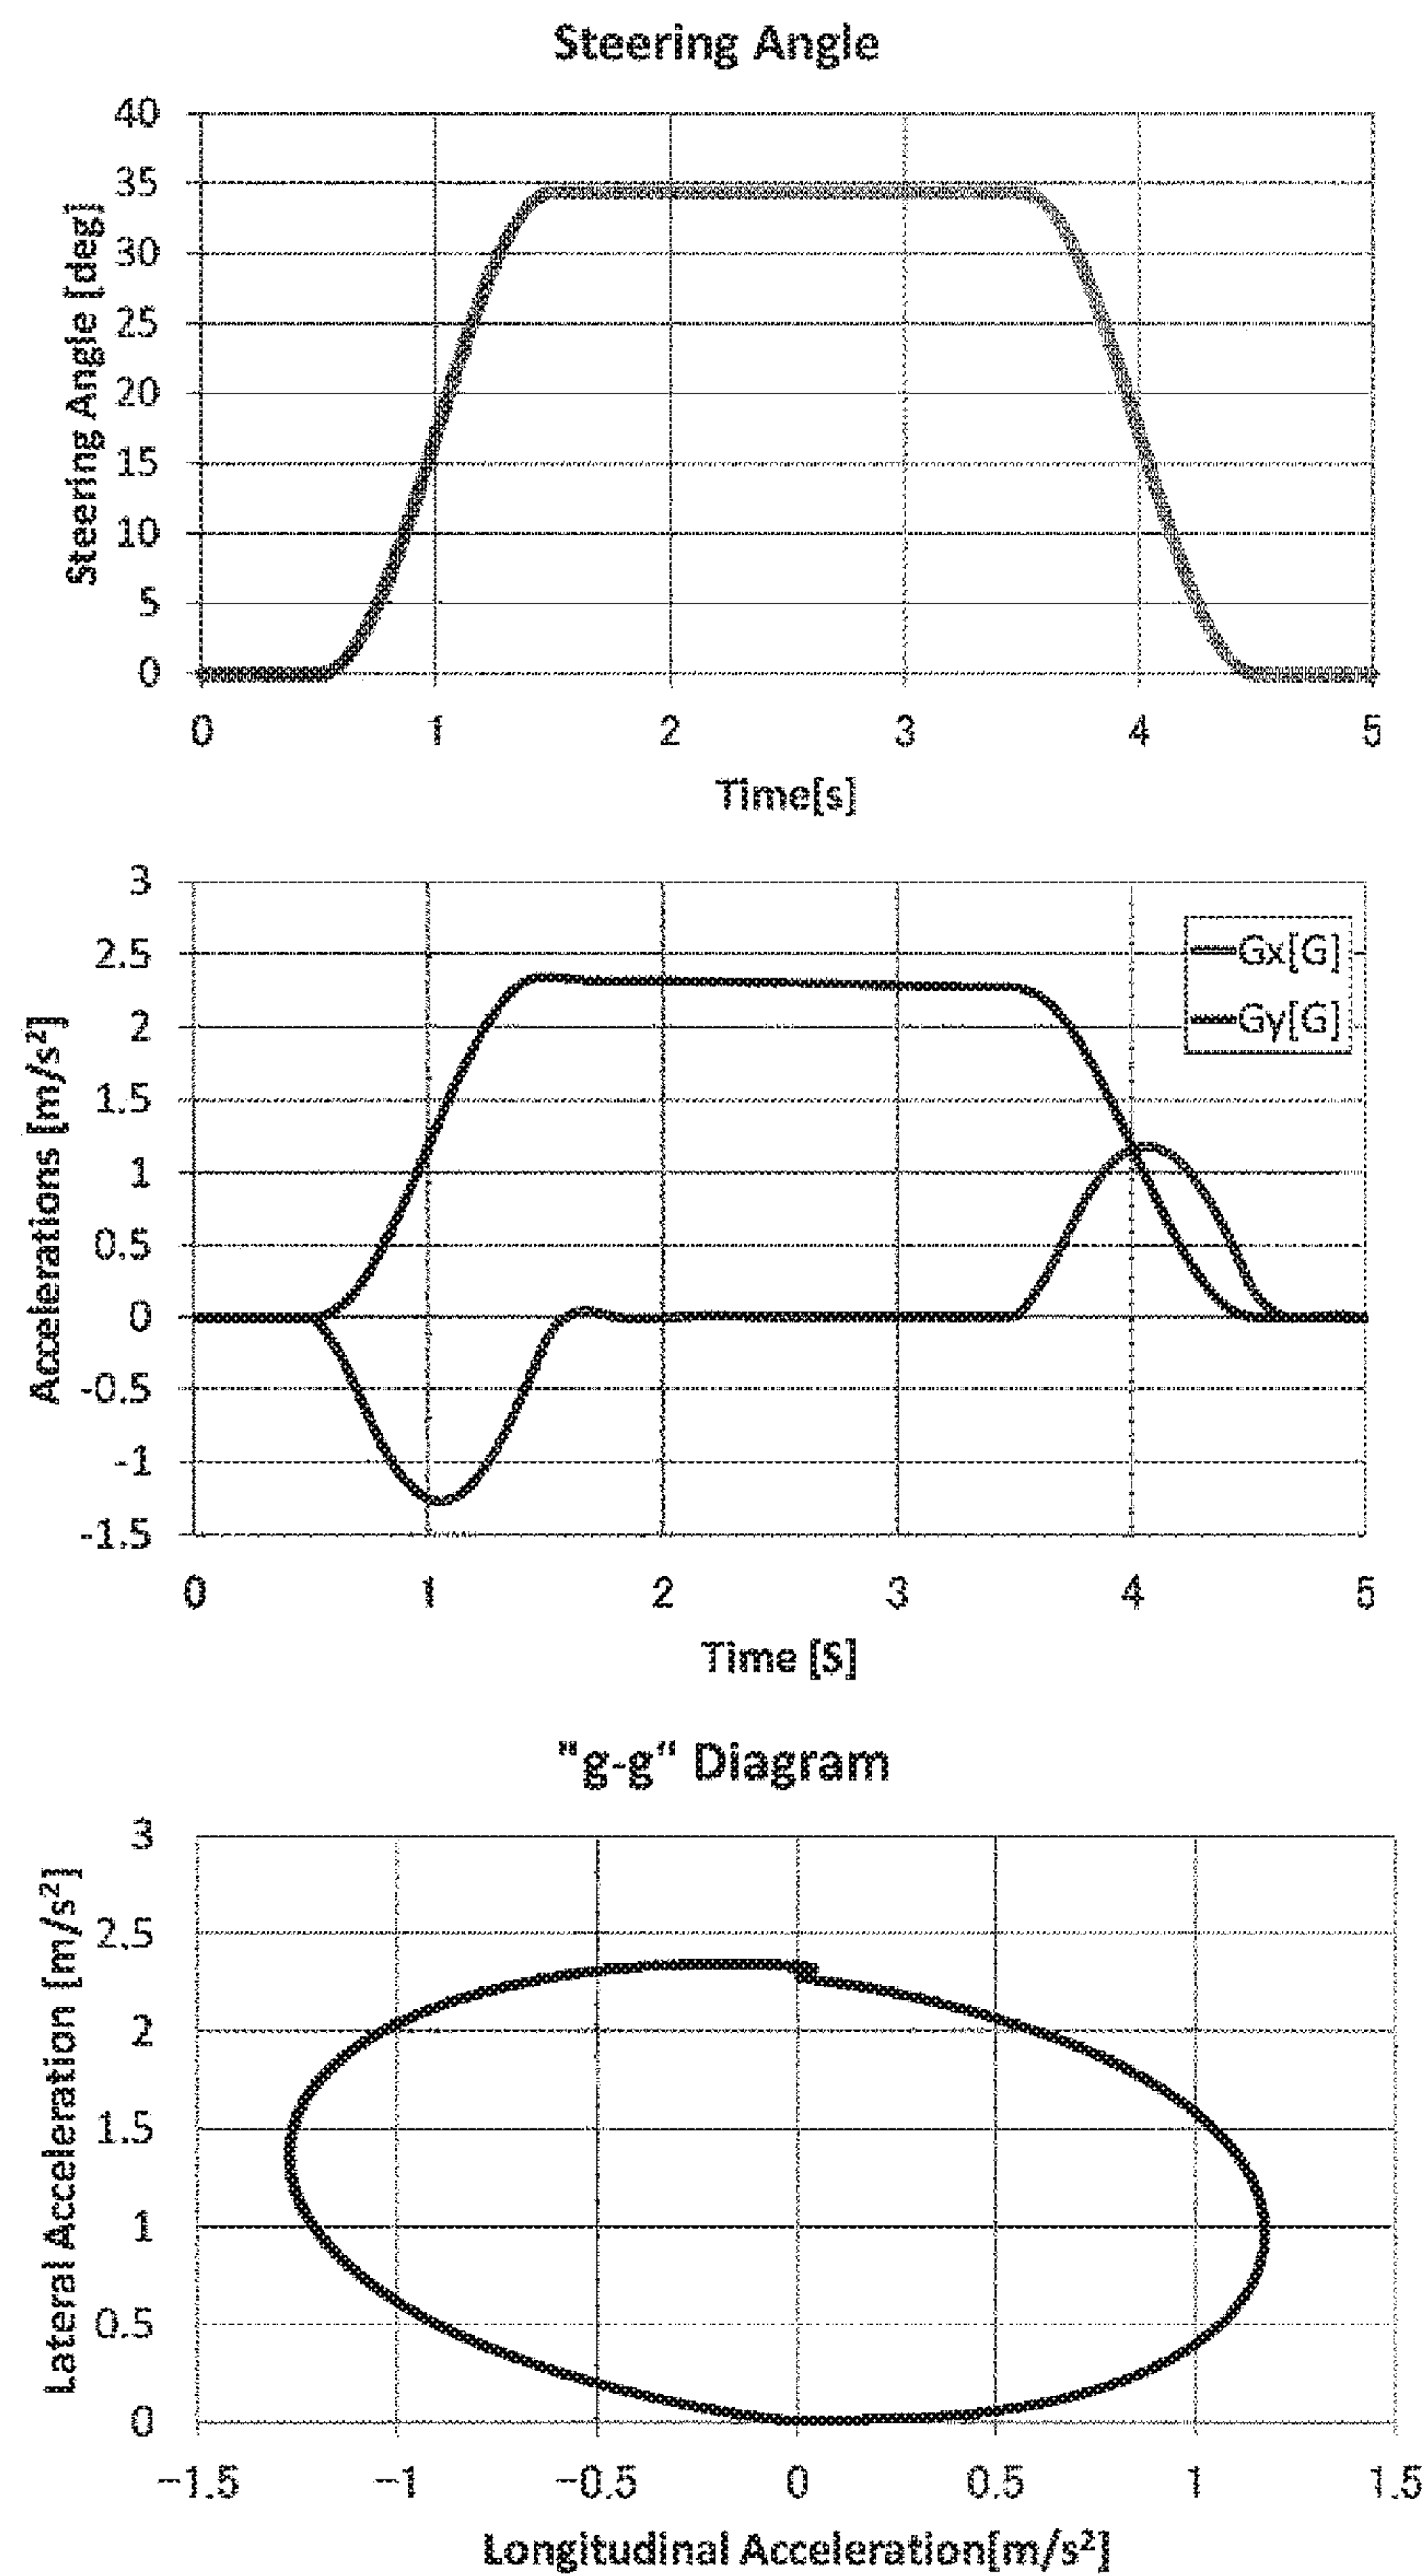 Steering Angle
40
35
30
25
20
15
10
5
0
Steering Angle [deg]
0 1 2 3 4 5
Time[s]
3
2.5
2
1.5
1
0.5
0
-0.5
-1
-1.5
Accelerations [m/s²]
Gx[G]
Gy[G]
0 1 2 3 4 5
Time [S]
"g-g" Diagram
3
2.5
2
1.5
1
0.5
0
Lateral Acceleration [m/s²]
−1.5 −1 −0.5 0 0.5 1 1.5
Longitudinal Acceleration[m/s²]